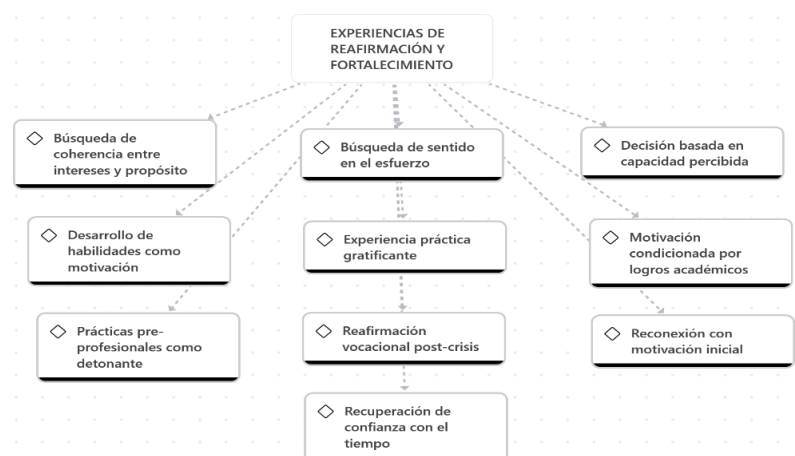 EXPERIENCIAS DE
REAFIRMACIÓN Y
FORTALECIMIENTO
Búsqueda de
coherencia entre
intereses y propósito
Búsqueda de sentido
en el esfuerzo
Decisión basada en
capacidad percibida
Desarrollo de
habilidades como
motivación
Experiencia práctica
gratificante
Motivación
condicionada por
logros académicos
Prácticas pre-
profesionales como
detonante
Reafirmación
vocacional post-crisis
Reconexión con
motivación inicial
Recuperación de
confianza con el
tiempo